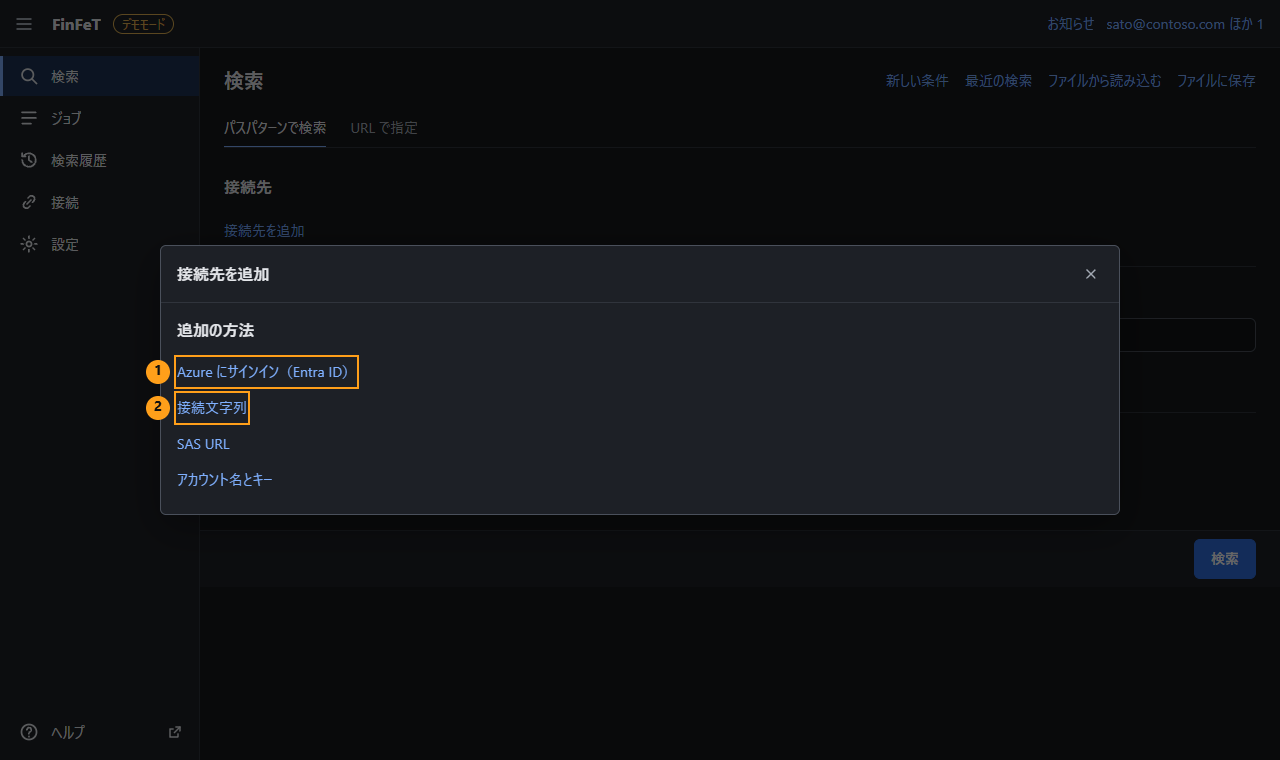 FinFeT デモモード お知らせ sato@contoso.com ほか 1
検索
ジョブ
検索履歴
接続
設定
ヘルプ
検索
新しい条件 最近の検索 ファイルから読み込む ファイルに保存
パスパターンで検索 URL で指定
接続先
接続先を追加
接続先を追加
追加の方法
1 Azure にサインイン（Entra ID）
2 接続文字列
SAS URL
アカウント名とキー
検索